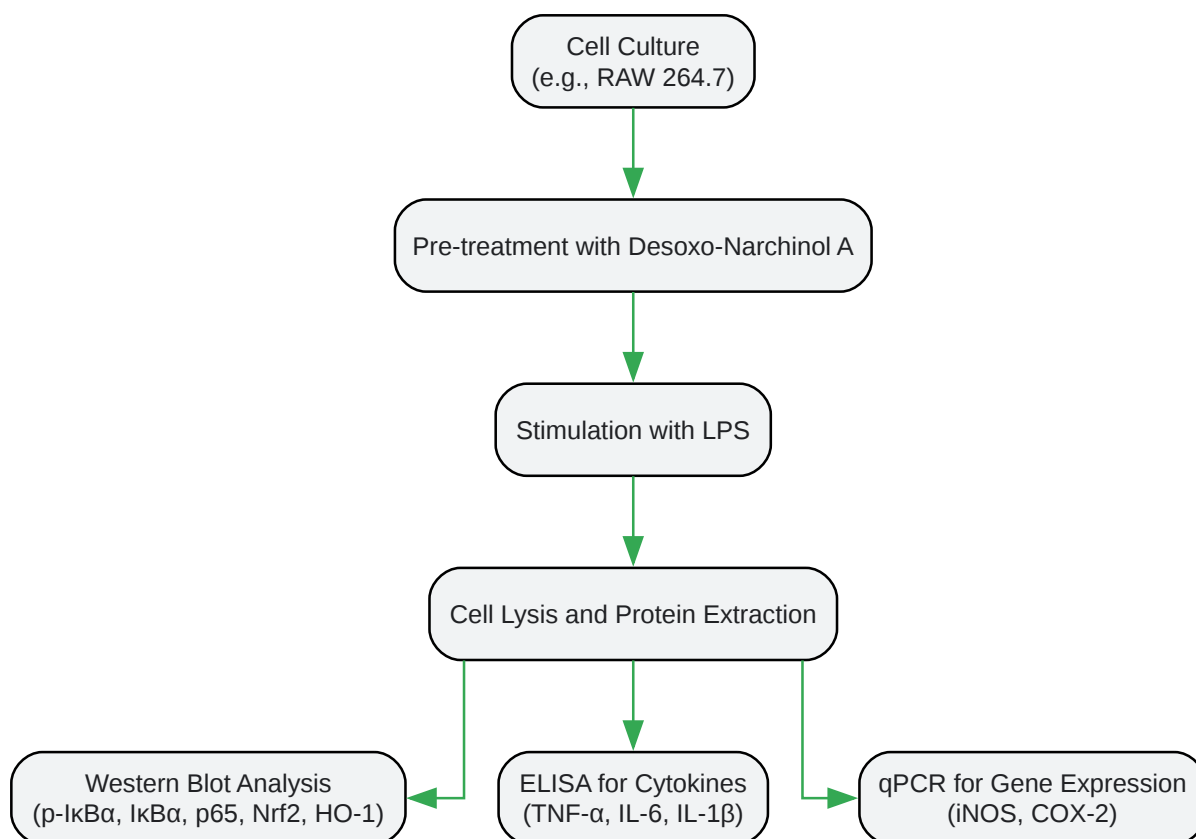 Cell Culture
(e.g., RAW 264.7)
Pre-treatment with Desoxo-Narchinol A
Stimulation with LPS
Cell Lysis and Protein Extraction
Western Blot Analysis
(p-IκBα, IκBα, p65, Nrf2, HO-1)
ELISA for Cytokines
(TNF-α, IL-6, IL-1β)
qPCR for Gene Expression
(iNOS, COX-2)